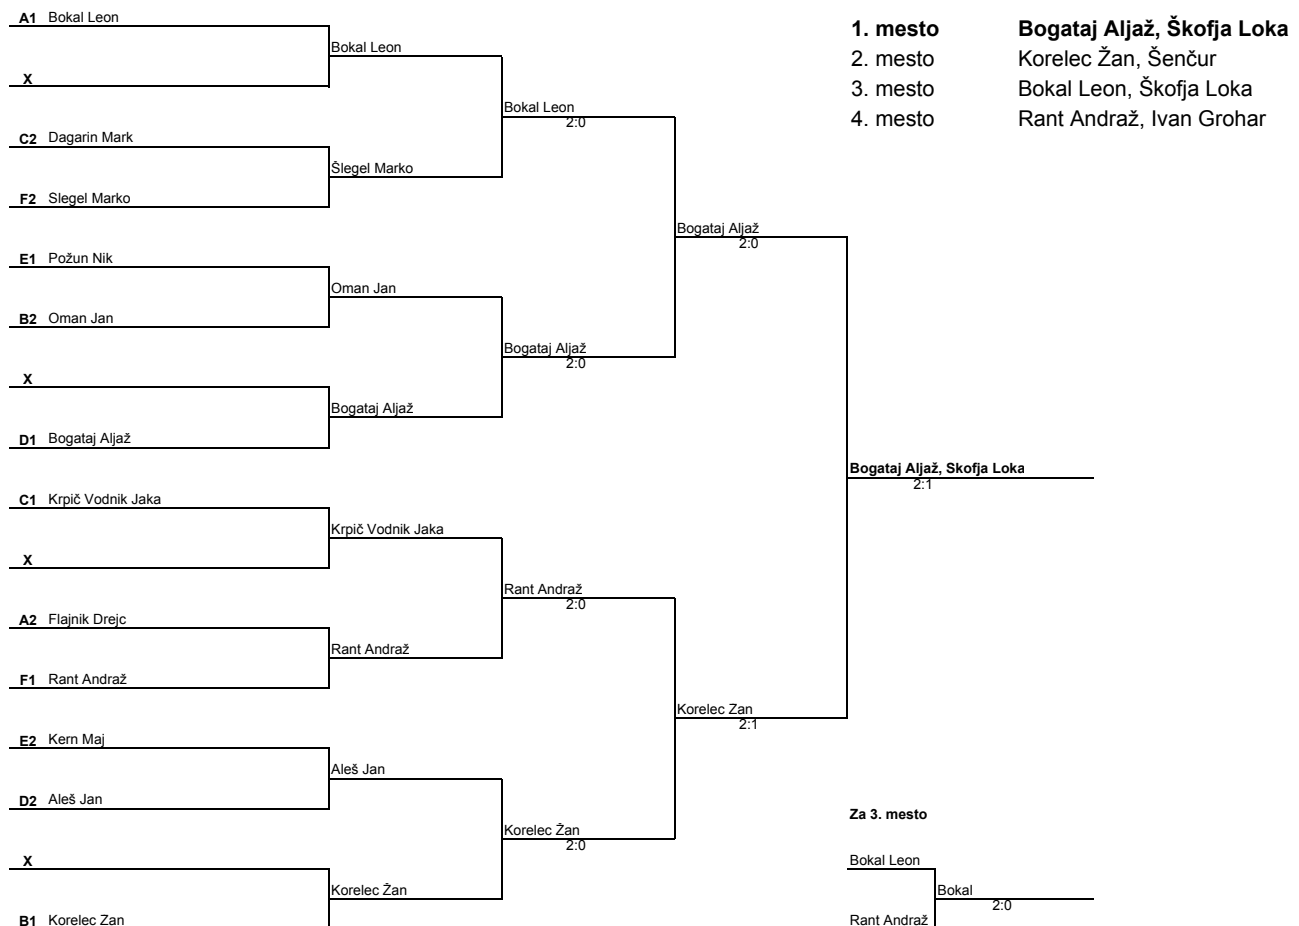 A1 Bokal Leon
1. mesto Bogataj Aljaž, Škofja Loka
Bokal Leon
2. mesto Korelec Žan, Šenčur
X
3. mesto Bokal Leon, Škofja Loka
Bokal Leon
2:0
4. mesto Rant Andraž, Ivan Grohar
C2 Dagarin Mark
Šlegel Marko
F2 Slegel Marko
Bogataj Aljaž
2:0
E1 Požun Nik
Oman Jan
B2 Oman Jan
Bogataj Aljaž
2:0
X
Bogataj Aljaž
D1 Bogataj Aljaž
Bogataj Aljaž, Skofja Loka
2:1
C1 Krpič Vodnik Jaka
Krpič Vodnik Jaka
X
Rant Andraž
2:0
A2 Flajnik Drejc
Rant Andraž
F1 Rant Andraž
Korelec Zan
2:1
E2 Kern Maj
Aleš Jan
D2 Aleš Jan
Za 3. mesto
Korelec Žan
2:0
X
Bokal Leon
Korelec Žan
Bokal
2:0
B1 Korelec Zan
Rant Andraž